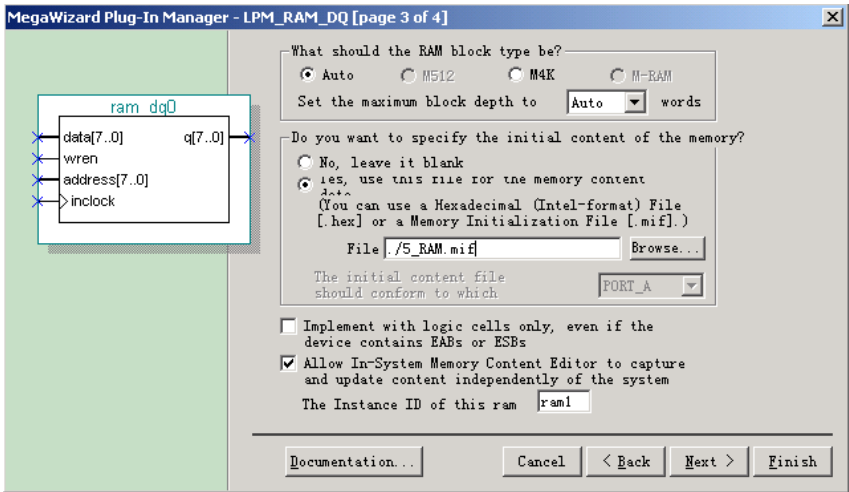 MegaWizard Plug-In Manager - LPM_RAM_DQ [page 3 of 4]
ram_dq0
data[7..0] q[7..0]
wren
address[7..0]
inclock
What should the RAM block type be?
Auto M512 M4K M-RAM
Set the maximum block depth to Auto words
Do you want to specify the initial content of the memory?
No, leave it blank
Yes, use this file for the memory content
data
(You can use a Hexadecimal (Intel-format) File
[.hex] or a Memory Initialization File [.mif].)
File ./5_RAM.mif Browse...
The initial content file
should conform to which
PORT_A
Implement with logic cells only, even if the
device contains EABs or ESBs
Allow In-System Memory Content Editor to capture
and update content independently of the system
The Instance ID of this ram ram1
Documentation... Cancel < Back Next > Finish